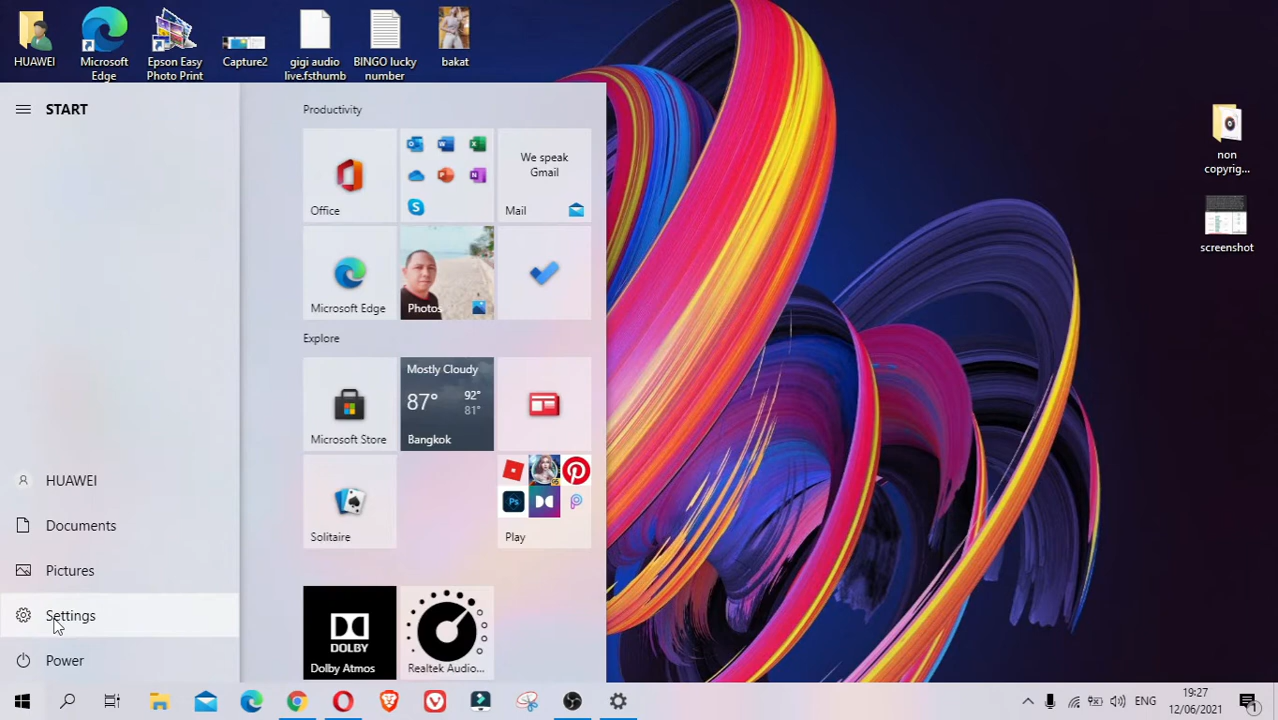 HUAWEI
Microsoft
Edge
Epson Easy
Photo Print
Capture2
gigi audio
live.fsthumb
BINGO lucky
number
bakat
START
Productivity
Office
We speak
Gmail
Mail
Microsoft Edge
Photos
Explore
Microsoft Store
Mostly Cloudy
87°
92°
81°
Bangkok
Solitaire
Ps
Play
HUAWEI
Documents
Pictures
Settings
Power
DOLBY
Dolby Atmos
Realtek Audio...
non
copyrig...
screenshot
ENG
19:27
12/06/2021
1